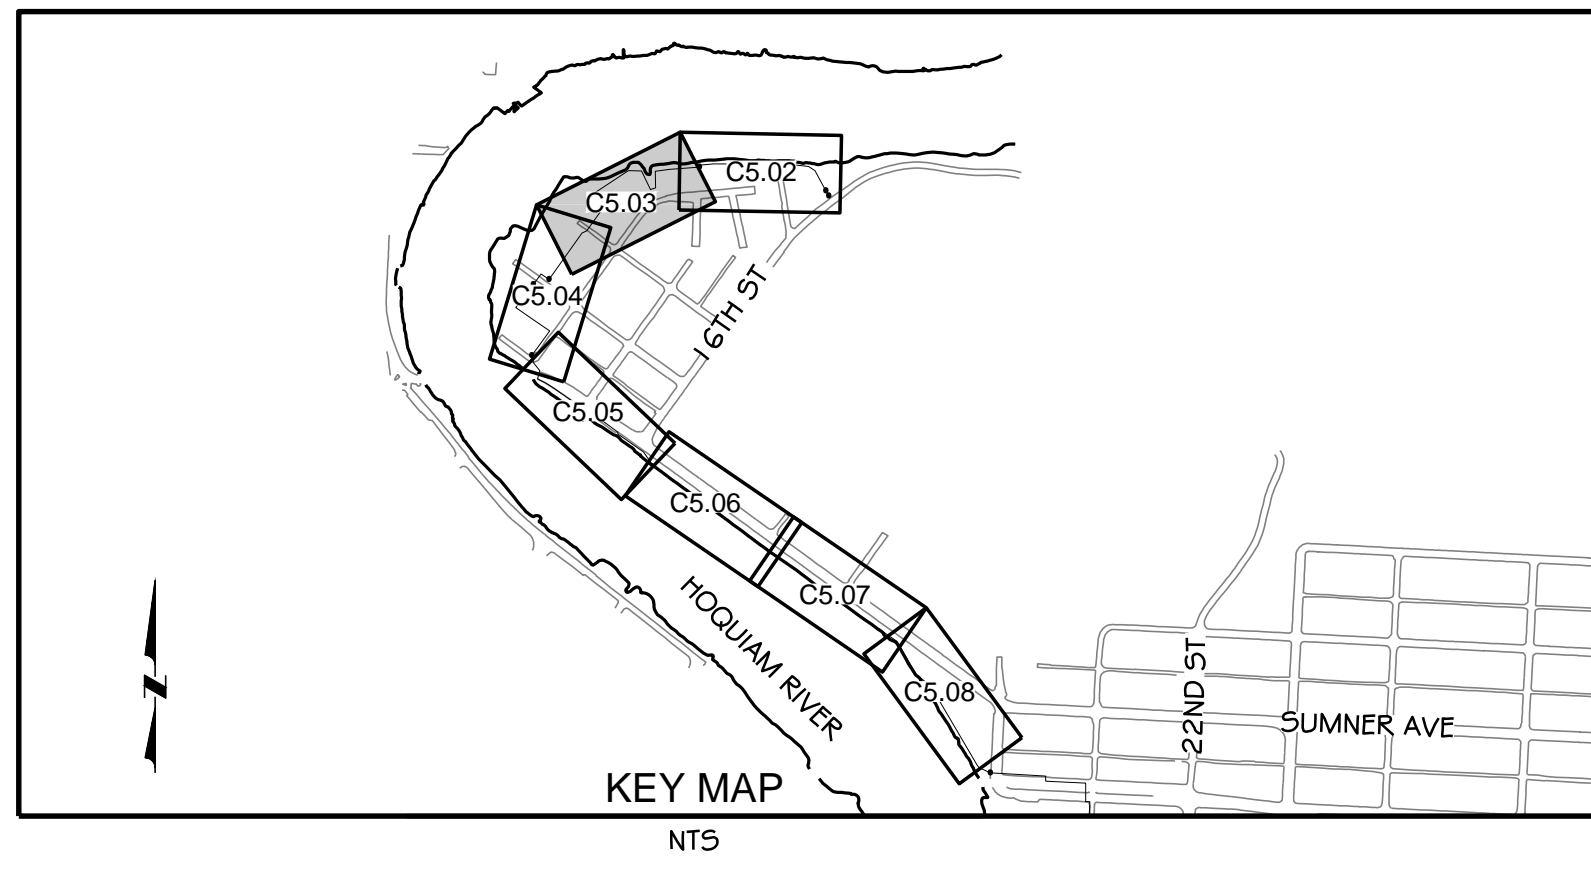 C5.02
C5.03
C5.04
16TH ST
C5.05
C5.06
C5.07
HOQUIAM RIVER
C5.08
22ND ST
SUMNER AVE
N
KEY MAP
NTS